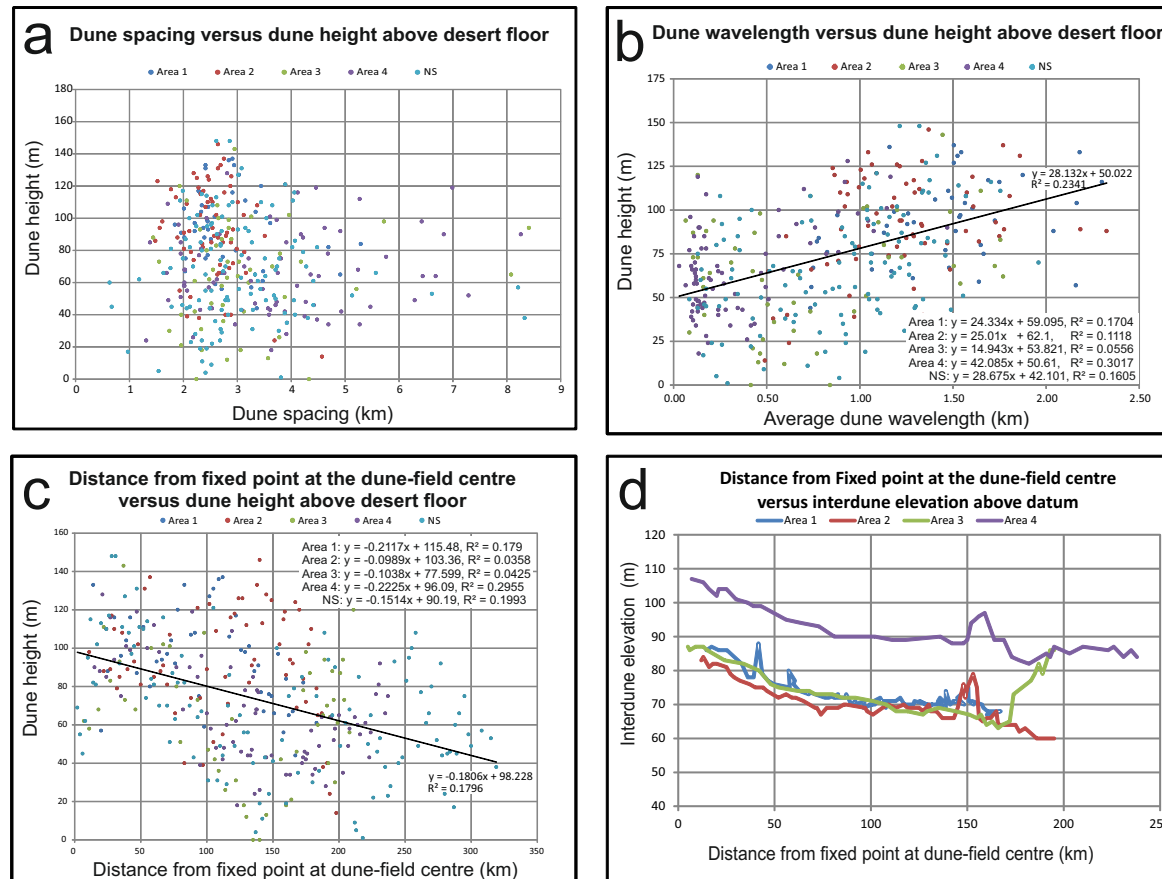 a
Dune spacing versus dune height above desert floor
Area 1 Area 2 Area 3 Area 4 NS
180
160
140
120
100
80
60
40
20
0
Dune height (m)
0 1 2 3 4 5 6 7 8 9
Dune spacing (km)
b
Dune wavelength versus dune height above desert floor
Area 1 Area 2 Area 3 Area 4 NS
175
150
125
100
75
50
25
0
Dune height (m)
y = 28.132x + 50.022
R² = 0.2341
Area 1: y = 24.334x + 59.095, R² = 0.1704
Area 2: y = 25.01x + 62.1, R² = 0.1118
Area 3: y = 14.943x + 53.821, R² = 0.0556
Area 4: y = 42.085x + 50.61, R² = 0.3017
NS: y = 28.675x + 42.101, R² = 0.1605
0.00 0.50 1.00 1.50 2.00 2.50
Average dune wavelength (km)
c
Distance from fixed point at the dune-field centre
versus dune height above desert floor
Area 1 Area 2 Area 3 Area 4 NS
160
140
120
100
80
60
40
20
0
Dune height (m)
Area 1: y = -0.2117x + 115.48, R² = 0.179
Area 2: y = -0.0989x + 103.36, R² = 0.0358
Area 3: y = -0.1038x + 77.599, R² = 0.0425
Area 4: y = -0.2225x + 96.09, R² = 0.2955
NS: y = -0.1514x + 90.19, R² = 0.1993
y = -0.1806x + 98.228
R² = 0.1796
0 50 100 150 200 250 300 350
Distance from fixed point at dune-field centre (km)
d
Distance from Fixed point at the dune-field centre
versus interdune elevation above datum
Area 1 Area 2 Area 3 Area 4
120
110
100
90
80
70
60
50
40
Interdune elevation (m)
0 50 100 150 200 250
Distance from fixed point at dune-field centre (km)